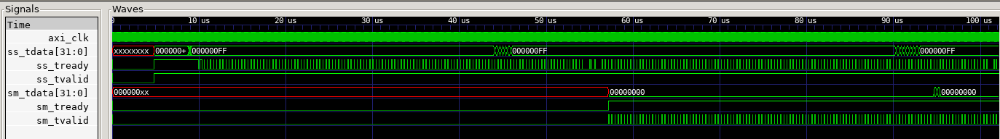 Signals
Waves
Time
0 10 us 20 us 30 us 40 us 50 us 60 us 70 us 80 us 90 us 100 us
axi_clk
ss_tdata[31:0] xxxxxxxx 000000+ 000000FF 000000FF 000000FF
ss_tready
ss_tvalid
sm_tdata[31:0] 000000xx 00000000 00000000
sm_tready
sm_tvalid